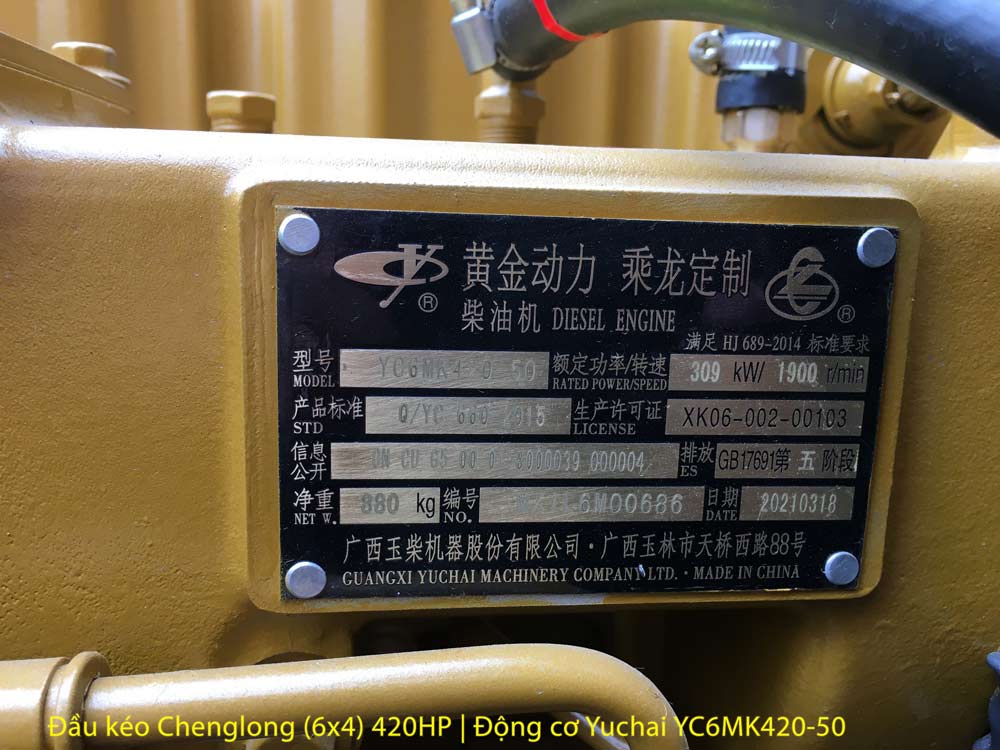 黄金动力 乘龙定制
®
®
柴油机 DIESEL ENGINE
满足 HJ 689-2014 标准要求
型号 MODEL 额定功率/转速 RATED POWER/SPEED 309 kW/ 1900 r/min
产品标准 STD 生产许可证 LICENSE XK06-002-00103
信息公开 000004 排放 ES GB17691第 五 阶段
净重 NET W. 880 kg 编号 NO. 6M00686 日期 DATE 20210318
广西玉柴机器股份有限公司·广西玉林市天桥西路88号
GUANGXI YUCHAI MACHINERY COMPANY LTD. · MADE IN CHINA
Đầu kéo Chenglong (6x4) 420HP | Động cơ Yuchai YC6MK420-50